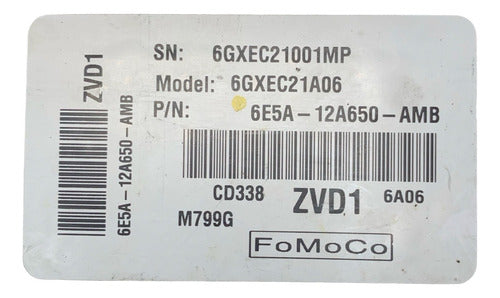 ZVD1
6E5A-12A650-AMB
SN: 6GXEC21001MP
Model: 6GXEC21A06
P/N: 6E5A-12A650-AMB
CD338 ZVD1 6A06
M799G
FoMoCo